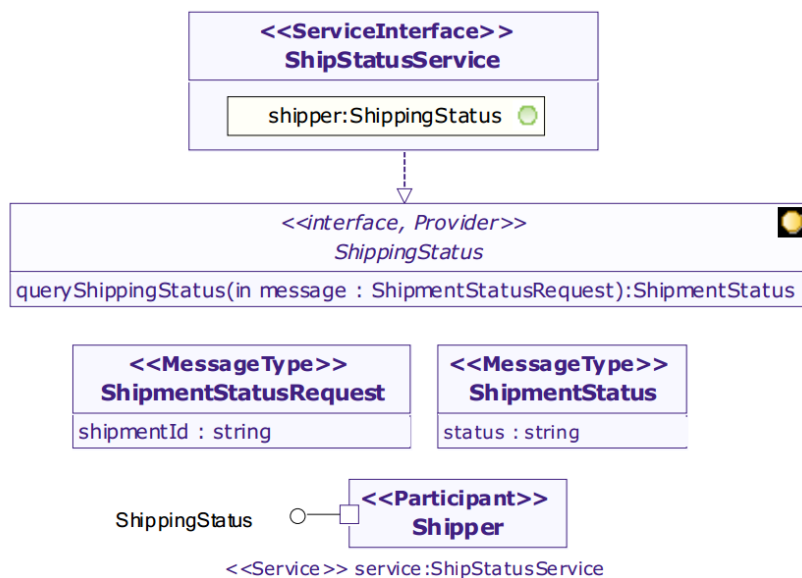 <<ServiceInterface>>
ShipStatusService
shipper:ShippingStatus
<<interface, Provider>>
ShippingStatus
queryShippingStatus(in message : ShipmentStatusRequest):ShipmentStatus
<<MessageType>>
ShipmentStatusRequest
shipmentId : string
<<MessageType>>
ShipmentStatus
status : string
<<Participant>>
Shipper
ShippingStatus
<<Service>> service:ShipStatusService